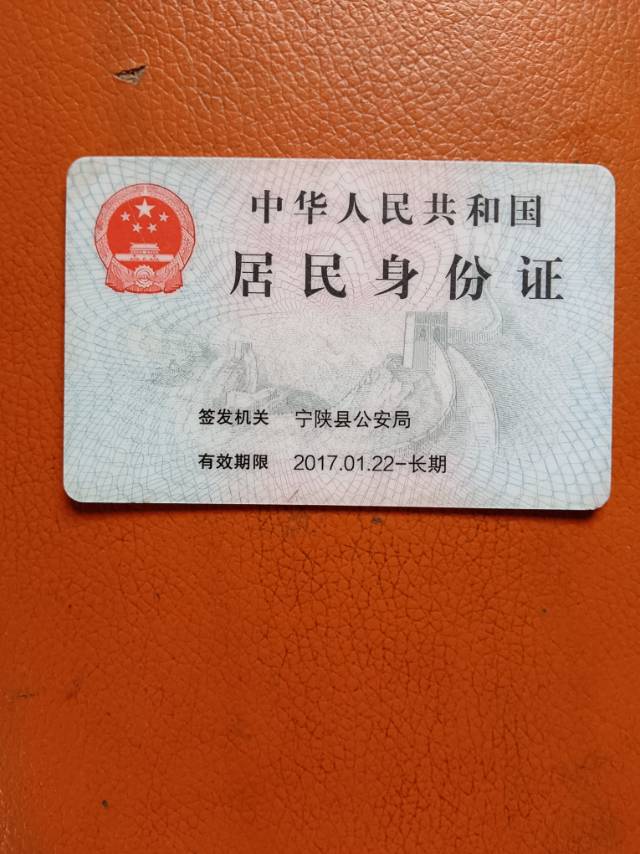 中华人民共和国
居民身份证
签发机关 宁陕县公安局
有效期限 2017.01.22-长期